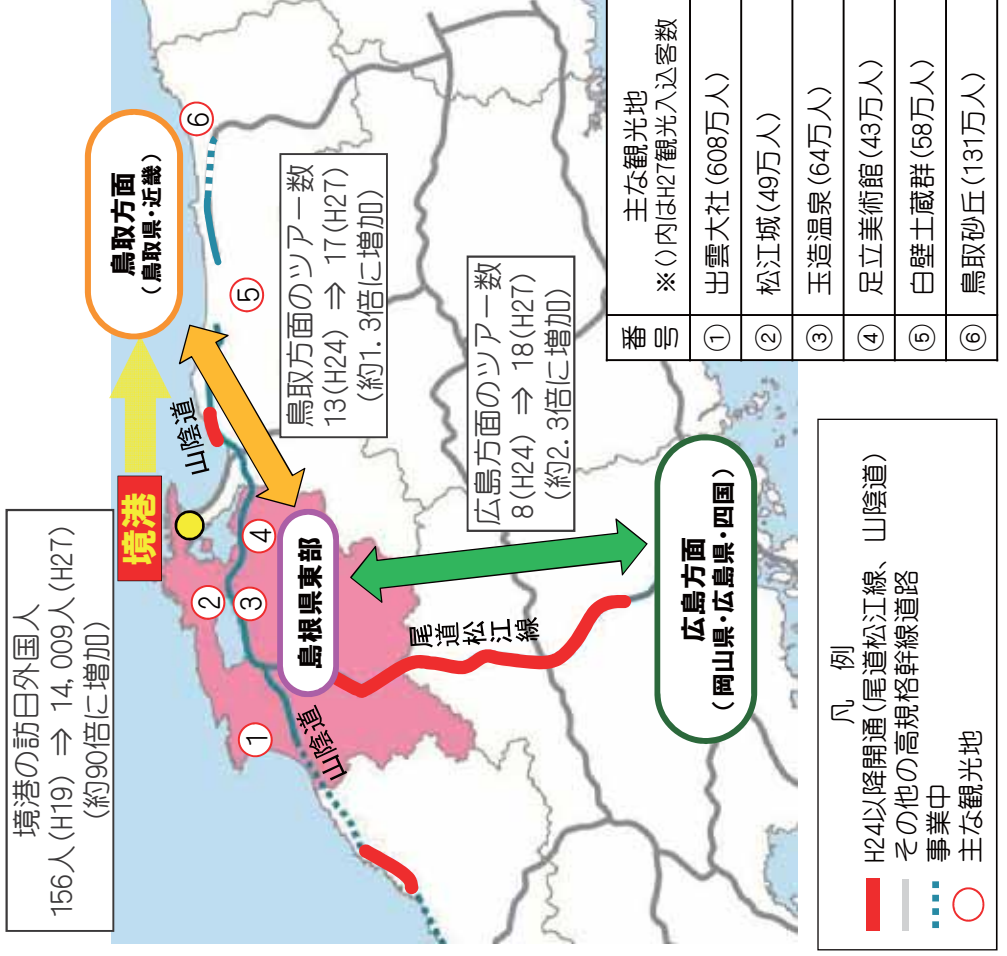 境港の訪日外国人
156人(H19) ⇒ 14,009人(H27)
(約90倍に増加)
境港
鳥取方面
(鳥取県・近畿)
山陰道
鳥取方面のツアー数
13(H24) ⇒ 17(H27)
(約1.3倍に増加)
島根県東部
山陰道
尾道松江線
広島方面のツアー数
8(H24) ⇒ 18(H27)
(約2.3倍に増加)
広島方面
(岡山県・広島県・四国)
①
②
③
④
⑤
⑥
凡 例
H24以降開通(尾道松江線、山陰道)
その他の高規格幹線道路
事業中
主な観光地
番号 主な観光地
※()内はH27観光入込客数
① 出雲大社(608万人)
② 松江城(49万人)
③ 玉造温泉(64万人)
④ 足立美術館(43万人)
⑤ 白壁土蔵群(58万人)
⑥ 鳥取砂丘(131万人)